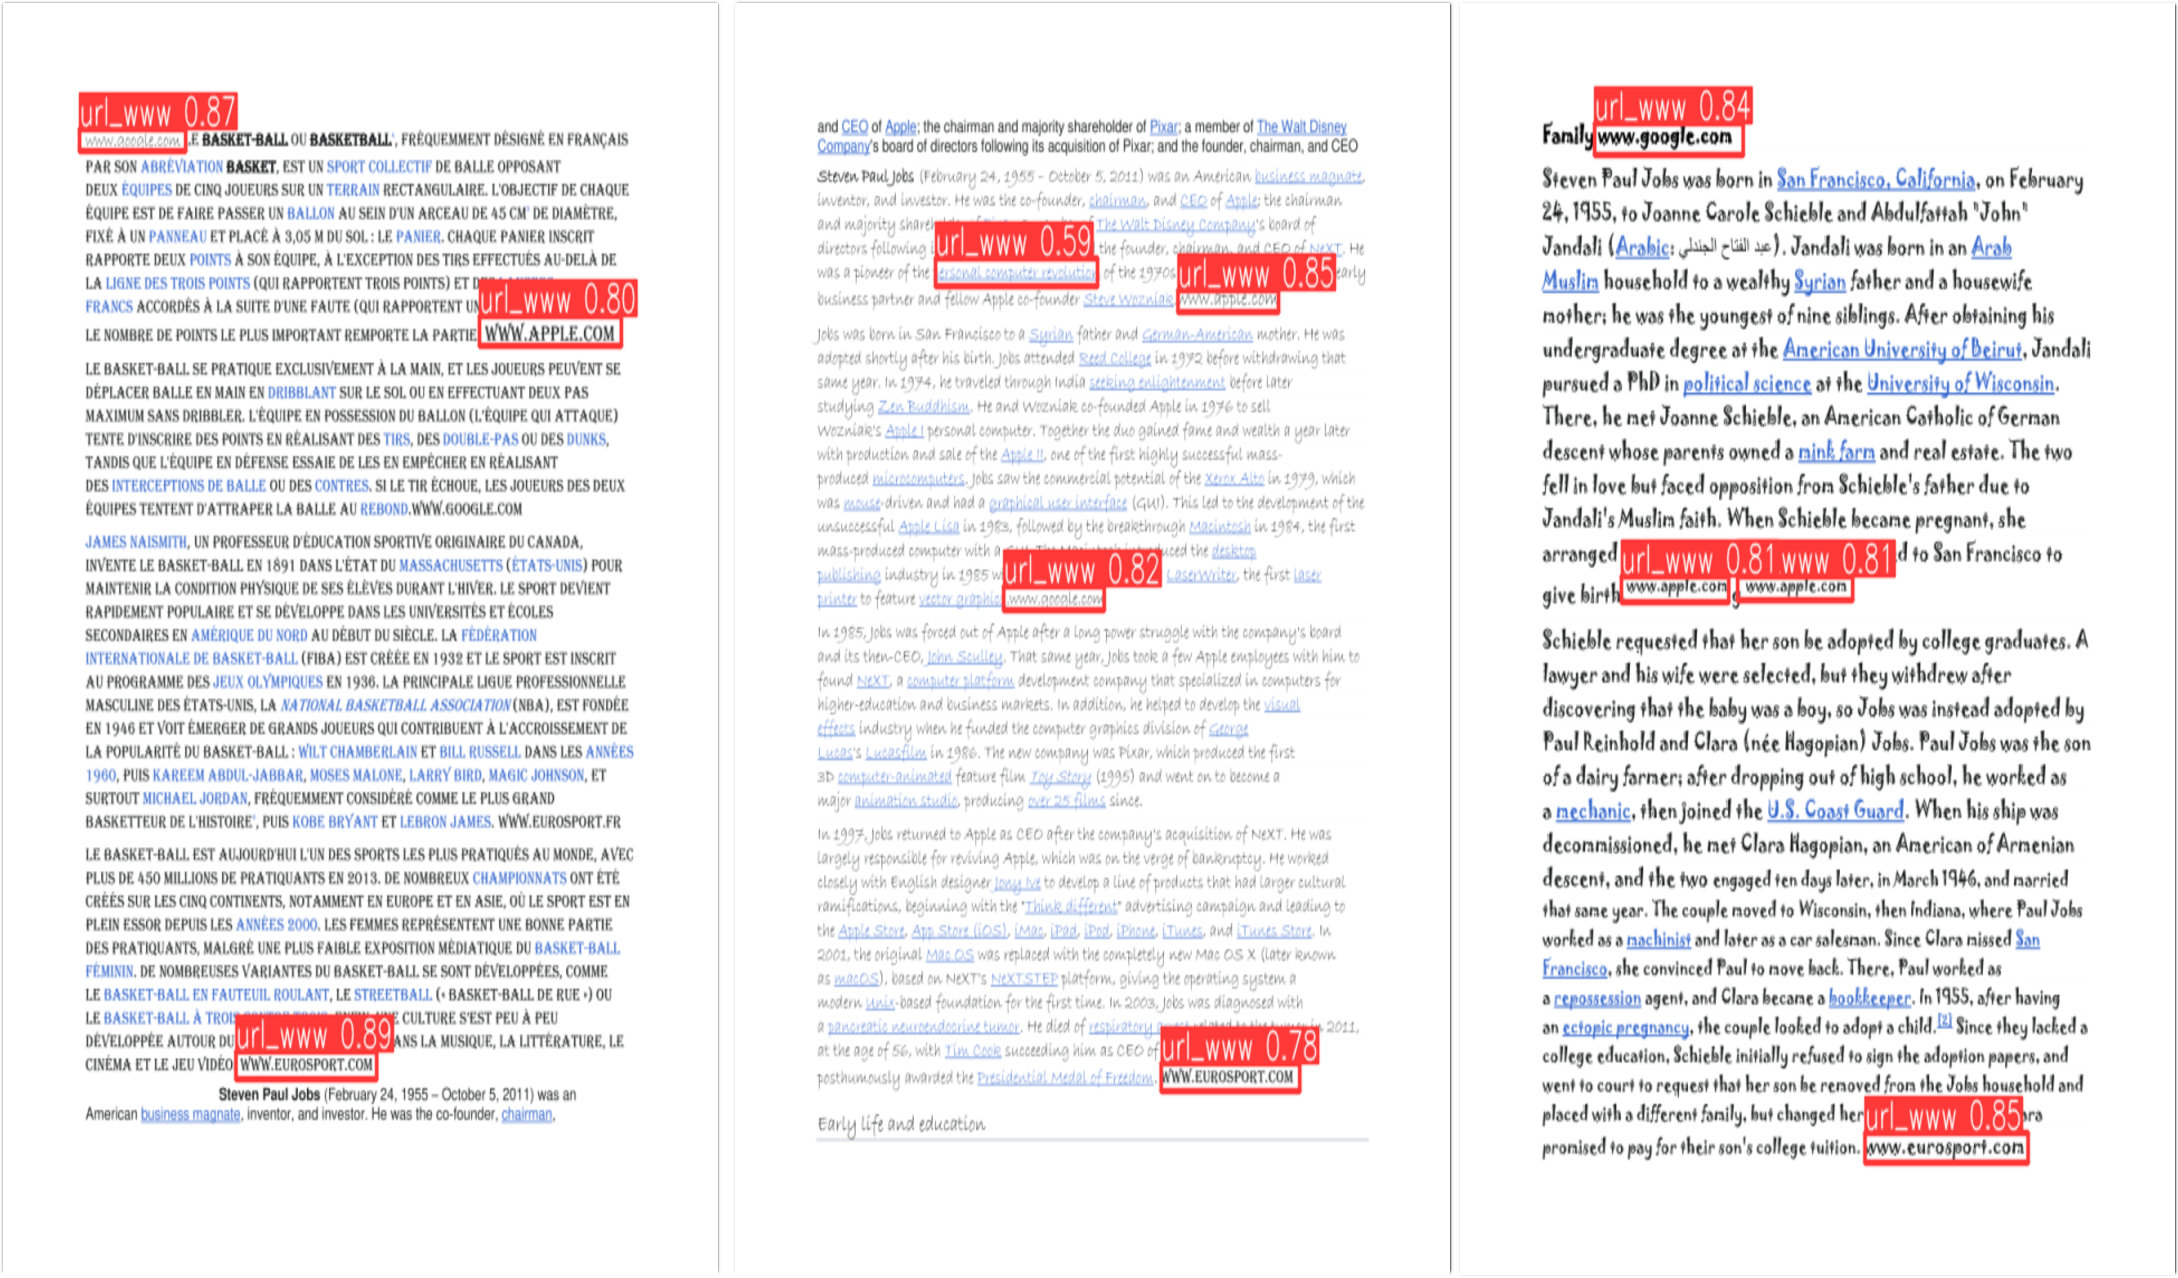 url_www 0.87
www.google.com LE BASKET-BALL OU BASKETBALL', FRÉQUEMMENT DÉSIGNÉ EN FRANÇAIS
PAR SON ABRÉVIATION BASKET, EST UN SPORT COLLECTIF DE BALLE OPPOSANT
DEUX ÉQUIPES DE CINQ JOUEURS SUR UN TERRAIN RECTANGULAIRE. L'OBJECTIF DE CHAQUE
ÉQUIPE EST DE FAIRE PASSER UN BALLON AU SEIN D'UN ARCEAU DE 45 CM' DE DIAMÈTRE,
FIXÉ À UN PANNEAU ET PLACÉ À 3,05 M DU SOL : LE PANIER. CHAQUE PANIER INSCRIT
RAPPORTE DEUX POINTS À SON ÉQUIPE, À L'EXCEPTION DES TIRS EFFECTUÉS AU-DELÀ DE
LA LIGNE DES TROIS POINTS (QUI RAPPORTENT TROIS POINTS) ET
url_www 0.80
FRANCS ACCORDÉS À LA SUITE D'UNE FAUTE (QUI RAPPORTENT
LE NOMBRE DE POINTS LE PLUS IMPORTANT REMPORTE LA PARTIE WWW.APPLE.COM
LE BASKET-BALL SE PRATIQUE EXCLUSIVEMENT À LA MAIN, ET LES JOUEURS PEUVENT SE
DÉPLACER BALLE EN MAIN EN DRIBBLANT SUR LE SOL OU EN EFFECTUANT DEUX PAS
MAXIMUM SANS DRIBBLER. L'ÉQUIPE EN POSSESSION DU BALLON (L'ÉQUIPE QUI ATTAQUE)
TENTE D'INSCRIRE DES POINTS EN RÉALISANT DES TIRS, DES DOUBLE-PAS OU DES DUNKS,
TANDIS QUE L'ÉQUIPE EN DÉFENSE ESSAIE DE LES EN EMPÊCHER EN RÉALISANT
DES INTERCEPTIONS DE BALLE OU DES CONTRES. SI LE TIR ÉCHOUE, LES JOUEURS DES DEUX
ÉQUIPES TENTENT D'ATTRAPER LA BALLE AU REBOND.WWW.GOOGLE.COM
JAMES NAISMITH, UN PROFESSEUR D'ÉDUCATION SPORTIVE ORIGINAIRE DU CANADA,
INVENTE LE BASKET-BALL EN 1891 DANS L'ÉTAT DU MASSACHUSETTS (ÉTATS-UNIS) POUR
MAINTENIR LA CONDITION PHYSIQUE DE SES ÉLÈVES DURANT L'HIVER. LE SPORT DEVIENT
RAPIDEMENT POPULAIRE ET SE DÉVELOPPE DANS LES UNIVERSITÉS ET ÉCOLES
SECONDAIRES EN AMÉRIQUE DU NORD AU DÉBUT DU SIÈCLE. LA FÉDÉRATION
INTERNATIONALE DE BASKET-BALL (FIBA) EST CRÉÉE EN 1932 ET LE SPORT EST INSCRIT
AU PROGRAMME DES JEUX OLYMPIQUES EN 1936. LA PRINCIPALE LIGUE PROFESSIONNELLE
MASCULINE DES ÉTATS-UNIS, LA NATIONAL BASKETBALL ASSOCIATION (NBA), EST FONDÉE
EN 1946 ET VOIT ÉMERGER DE GRANDS JOUEURS QUI CONTRIBUENT À L'ACCROISSEMENT DE
LA POPULARITÉ DU BASKET-BALL : WILT CHAMBERLAIN ET BILL RUSSELL DANS LES ANNÉES
1960, PUIS KAREEM ABDUL-JABBAR, MOSES MALONE, LARRY BIRD, MAGIC JOHNSON, ET
SURTOUT MICHAEL JORDAN, FRÉQUEMMENT CONSIDÉRÉ COMME LE PLUS GRAND
BASKETTEUR DE L'HISTOIRE', PUIS KOBE BRYANT ET LEBRON JAMES. WWW.EUROSPORT.FR
LE BASKET-BALL EST AUJOURD'HUI L'UN DES SPORTS LES PLUS PRATIQUÉS AU MONDE, AVEC
PLUS DE 450 MILLIONS DE PRATIQUANTS EN 2013. DE NOMBREUX CHAMPIONNATS ONT ÉTÉ
CRÉÉS SUR LES CINQ CONTINENTS, NOTAMMENT EN EUROPE ET EN ASIE, OÙ LE SPORT EST EN
PLEIN ESSOR DEPUIS LES ANNÉES 2000. LES FEMMES REPRÉSENTENT UNE BONNE PARTIE
DES PRATIQUANTS, MALGRÉ UNE PLUS FAIBLE EXPOSITION MÉDIATIQUE DU BASKET-BALL
FÉMININ. DE NOMBREUSES VARIANTES DU BASKET-BALL SE SONT DÉVELOPPÉES, COMME
LE BASKET-BALL EN FAUTEUIL ROULANT, LE STREETBALL (« BASKET-BALL DE RUE ») OU
LE BASKET-BALL À TROIS CULTURE S'EST PEU À PEU
url_www 0.89
DÉVELOPPÉE AUTOUR DU DANS LA MUSIQUE, LA LITTÉRATURE, LE
CINÉMA ET LE JEU VIDÉO WWW.EUROSPORT.COM
Steven Paul Jobs (February 24, 1955 – October 5, 2011) was an
American business magnate, inventor, and investor. He was the co-founder, chairman,
and CEO of Apple; the chairman and majority shareholder of Pixar; a member of The Walt Disney
Company's board of directors following its acquisition of Pixar; and the founder, chairman, and CEO
Steven Paul Jobs (February 24, 1955 – October 5, 2011) was an American business magnate,
inventor, and investor. He was the co-founder, chairman, and CEO of Apple; the chairman
and majority of The Walt Disney Company's board of
url_www 0.59
directors following the founder, chairman, and CEO of NeXT. He
url_www 0.85
was a pioneer of the personal computer revolution of the 1970s early
business partner and fellow Apple co-founder Steve Wozniak. www.apple.com
Jobs was born in San Francisco to a Syrian father and German-American mother. He was
adopted shortly after his birth. Jobs attended Reed College in 1972 before withdrawing that
same year. In 1974, he traveled through India seeking enlightenment before later
studying Zen Buddhism. He and Wozniak co-founded Apple in 1976 to sell
Wozniak's Apple I personal computer. Together the duo gained fame and wealth a year later
with production and sale of the Apple II, one of the first highly successful mass-
produced microcomputers. Jobs saw the commercial potential of the Xerox Alto in 1979, which
was mouse-driven and had a graphical user interface (GUI). This led to the development of the
unsuccessful Apple Lisa in 1983, followed by the breakthrough Macintosh in 1984, the first
mass-produced computer with a GUI. The Macintosh introduced the desktop
url_www 0.82
publishing industry in 1985 LaserWriter, the first laser
printer to feature vector graphics .www.google.com
In 1985, Jobs was forced out of Apple after a long power struggle with the company's board
and its then-CEO, John Sculley. That same year, Jobs took a few Apple employees with him to
found NeXT, a computer platform development company that specialized in computers for
higher-education and business markets. In addition, he helped to develop the visual
effects industry when he funded the computer graphics division of George
Lucas's Lucasfilm in 1986. The new company was Pixar, which produced the first
3D computer-animated feature film Toy Story (1995) and went on to become a
major animation studio, producing over 25 films since.
In 1997, Jobs returned to Apple as CEO after the company's acquisition of NeXT. He was
largely responsible for reviving Apple, which was on the verge of bankruptcy. He worked
closely with English designer Jony Ive to develop a line of products that had larger cultural
ramifications, beginning with the "Think different" advertising campaign and leading to
the Apple Store, App Store (iOS), iMac, iPad, iPod, iPhone, iTunes, and iTunes Store. In
2001, the original Mac OS was replaced with the completely new Mac OS X (later known
as macOS), based on NeXT's NeXTSTEP platform, giving the operating system a
modern Unix-based foundation for the first time. In 2003, Jobs was diagnosed with
a pancreatic neuroendocrine tumor. He died of respiratory arrest related to the tumor in 2011,
url_www 0.78
at the age of 56, with Tim Cook succeeding him as CEO of
posthumously awarded the Presidential Medal of Freedom. WWW.EUROSPORT.COM
Early life and education
url_www 0.84
Family www.google.com
Steven Paul Jobs was born in San Francisco, California, on February
24, 1955, to Joanne Carole Schieble and Abdulfattah "John"
Jandali (Arabic: عبد الفتاح الجندلي). Jandali was born in an Arab
Muslim household to a wealthy Syrian father and a housewife
mother; he was the youngest of nine siblings. After obtaining his
undergraduate degree at the American University of Beirut, Jandali
pursued a PhD in political science at the University of Wisconsin.
There, he met Joanne Schieble, an American Catholic of German
descent whose parents owned a mink farm and real estate. The two
fell in love but faced opposition from Schieble's father due to
Jandali's Muslim faith. When Schieble became pregnant, she
arranged url_www 0.81 www 0.81 to San Francisco to
give birth www.apple.com www.apple.com
Schieble requested that her son be adopted by college graduates. A
lawyer and his wife were selected, but they withdrew after
discovering that the baby was a boy, so Jobs was instead adopted by
Paul Reinhold and Clara (née Hagopian) Jobs. Paul Jobs was the son
of a dairy farmer; after dropping out of high school, he worked as
a mechanic, then joined the U.S. Coast Guard. When his ship was
decommissioned, he met Clara Hagopian, an American of Armenian
descent, and the two engaged ten days later, in March 1946, and married
that same year. The couple moved to Wisconsin, then Indiana, where Paul Jobs
worked as a machinist and later as a car salesman. Since Clara missed San
Francisco, she convinced Paul to move back. There, Paul worked as
a repossession agent, and Clara became a bookkeeper. In 1955, after having
an ectopic pregnancy, the couple looked to adopt a child.[2] Since they lacked a
college education, Schieble initially refused to sign the adoption papers, and
went to court to request that her son be removed from the Jobs household and
placed with a different family, but changed her url_www 0.85
promised to pay for their son's college tuition. www.eurosport.com